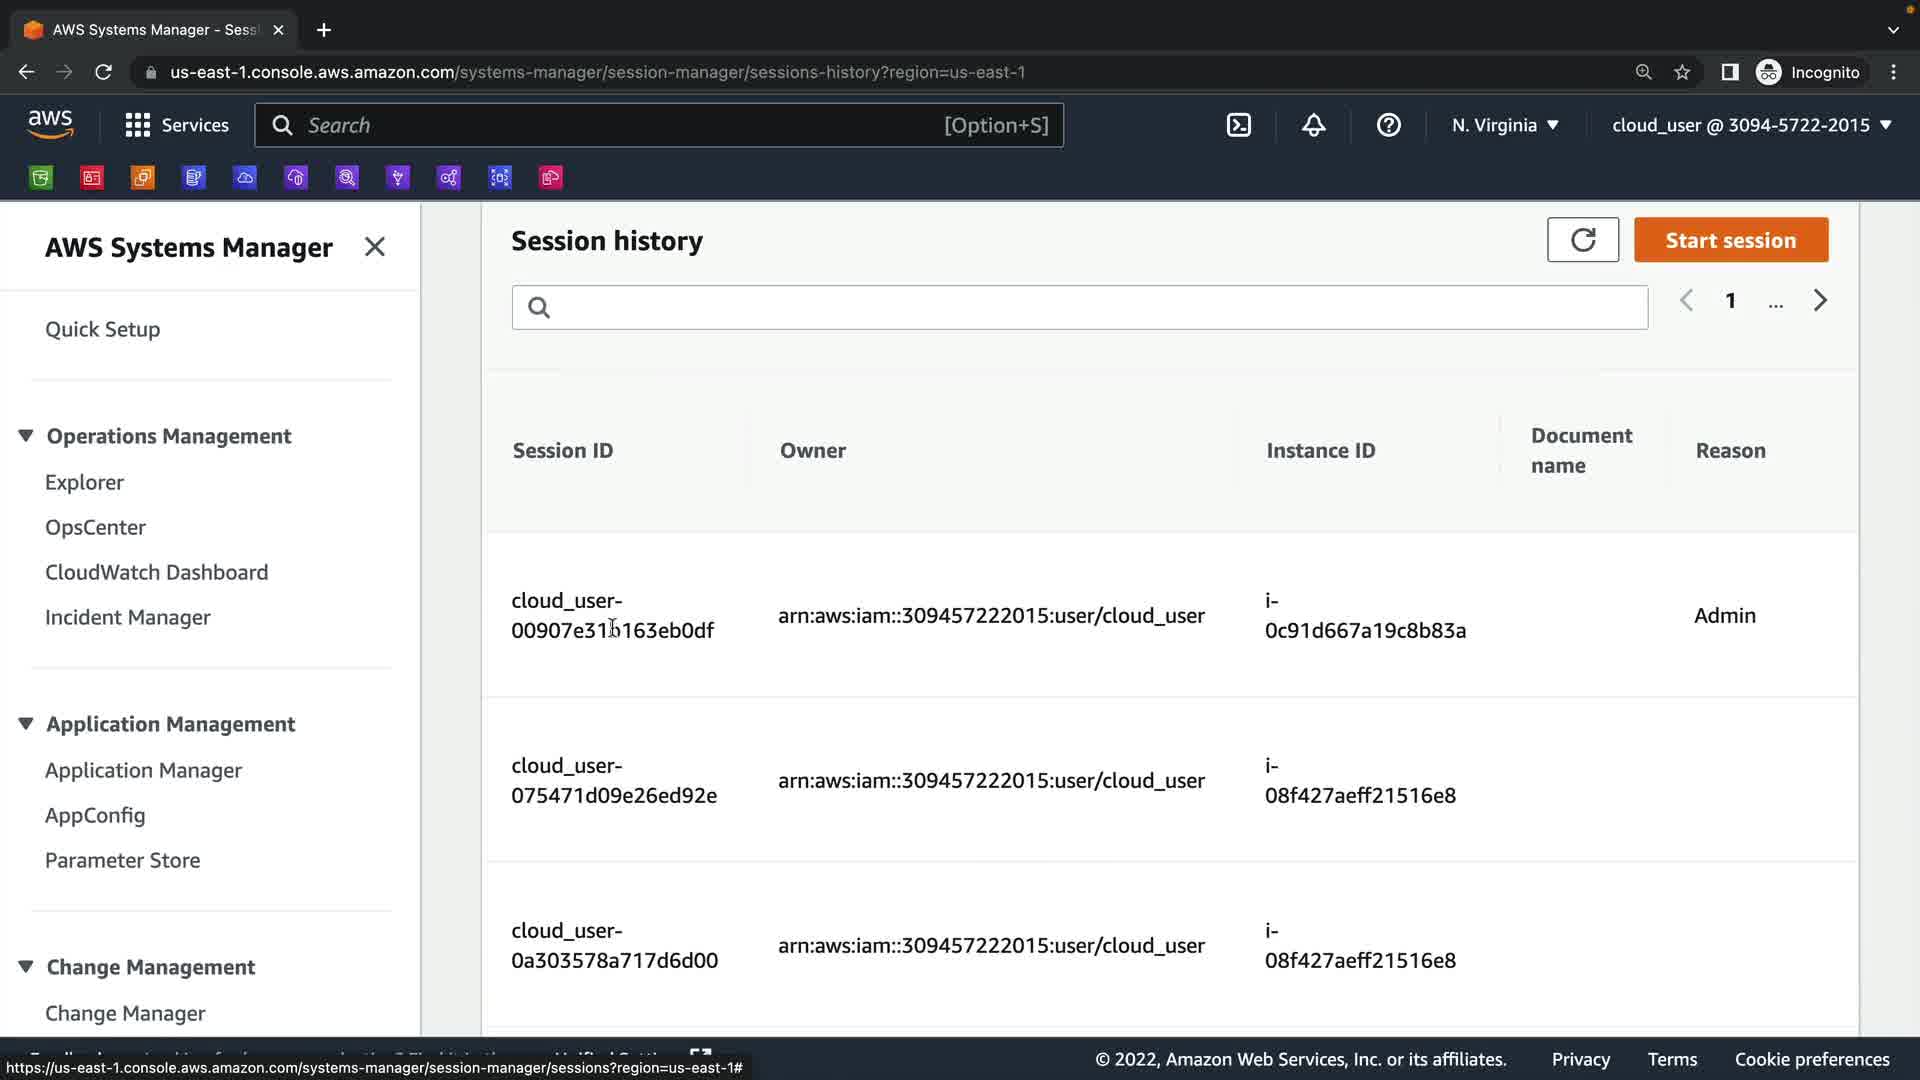 AWS Systems Manager - Sess
us-east-1.console.aws.amazon.com/systems-manager/session-manager/sessions-history?region=us-east-1
Incognito
aws
Services
Search
[Option+S]
N. Virginia
cloud_user @ 3094-5722-2015
AWS Systems Manager
Quick Setup
Operations Management
Explorer
OpsCenter
CloudWatch Dashboard
Incident Manager
Application Management
Application Manager
AppConfig
Parameter Store
Change Management
Change Manager
Session history
Start session
1
...
Session ID
Owner
Instance ID
Document
name
Reason
cloud_user-
00907e31b163eb0df
arn:aws:iam::309457222015:user/cloud_user
i-
0c91d667a19c8b83a
Admin
cloud_user-
075471d09e26ed92e
arn:aws:iam::309457222015:user/cloud_user
i-
08f427aeff21516e8
cloud_user-
0a303578a717d6d00
arn:aws:iam::309457222015:user/cloud_user
i-
08f427aeff21516e8
https://us-east-1.console.aws.amazon.com/systems-manager/session-manager/sessions?region=us-east-1#
© 2022, Amazon Web Services, Inc. or its affiliates.
Privacy
Terms
Cookie preferences